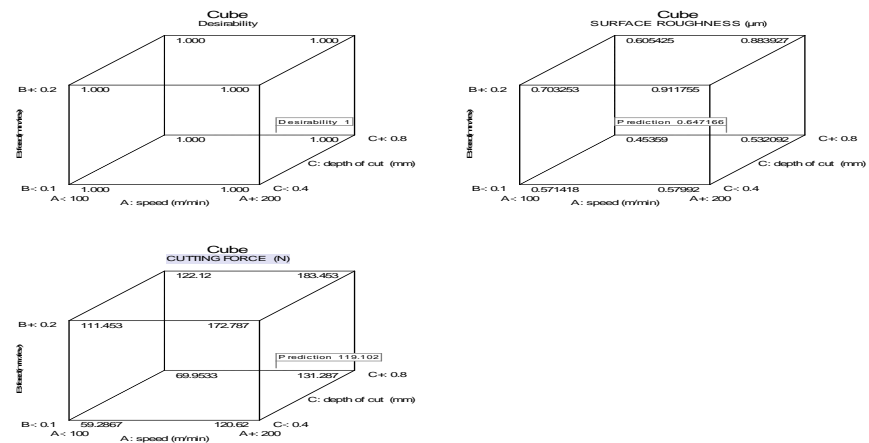 Cube
Desirability
1.000 1.000
B+: 0.2 1.000 1.000
Desirability 1
1.000 1.000 C+: 0.8
C: depth of cut (mm)
B-: 0.1 1.000 1.000 C-: 0.4
A-: 100 A+: 200
A: speed (m/min)
Cube
SURFACE ROUGHNESS (µm)
0.605425 0.883927
B+: 0.2 0.703253 0.911755
Prediction 0.647166
0.45359 0.532092 C+: 0.8
C: depth of cut (mm)
B-: 0.1 0.571418 0.57992 C-: 0.4
A-: 100 A+: 200
A: speed (m/min)
Cube
CUTTING FORCE (N)
122.12 183.453
B+: 0.2 111.453 172.787
Prediction 119.102
69.9533 131.287 C+: 0.8
C: depth of cut (mm)
B-: 0.1 59.2867 120.62 C-: 0.4
A-: 100 A+: 200
A: speed (m/min)